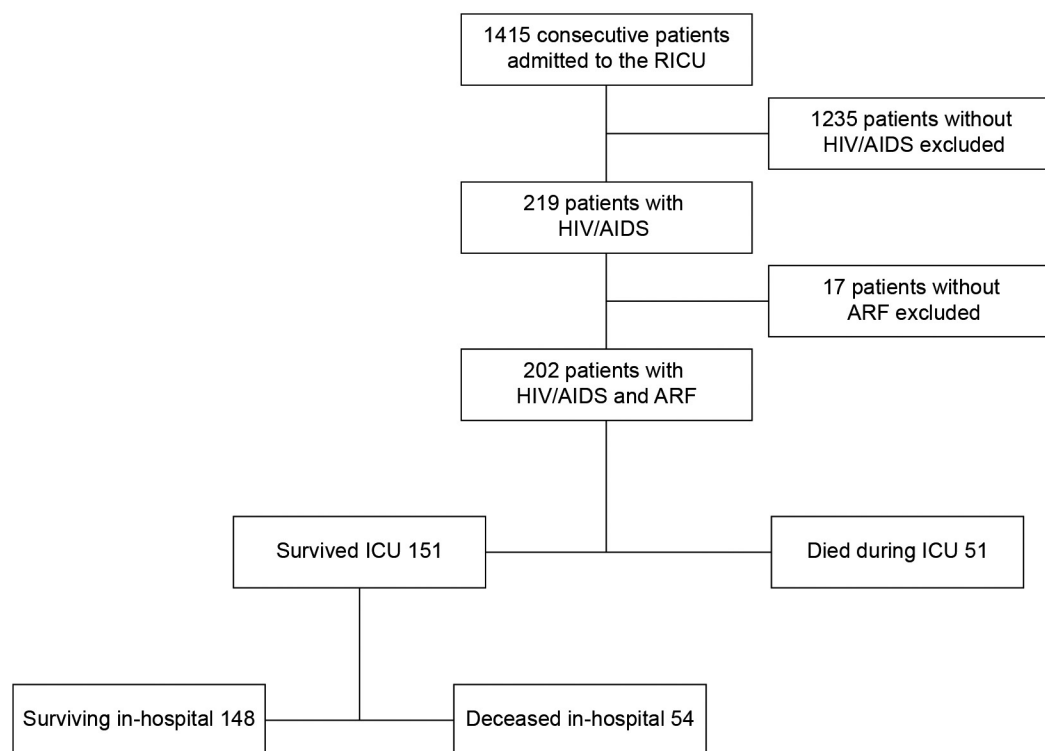 1415 consecutive patients
admitted to the RICU
1235 patients without
HIV/AIDS excluded
219 patients with
HIV/AIDS
17 patients without
ARF excluded
202 patients with
HIV/AIDS and ARF
Survived ICU 151
Died during ICU 51
Surviving in-hospital 148
Deceased in-hospital 54